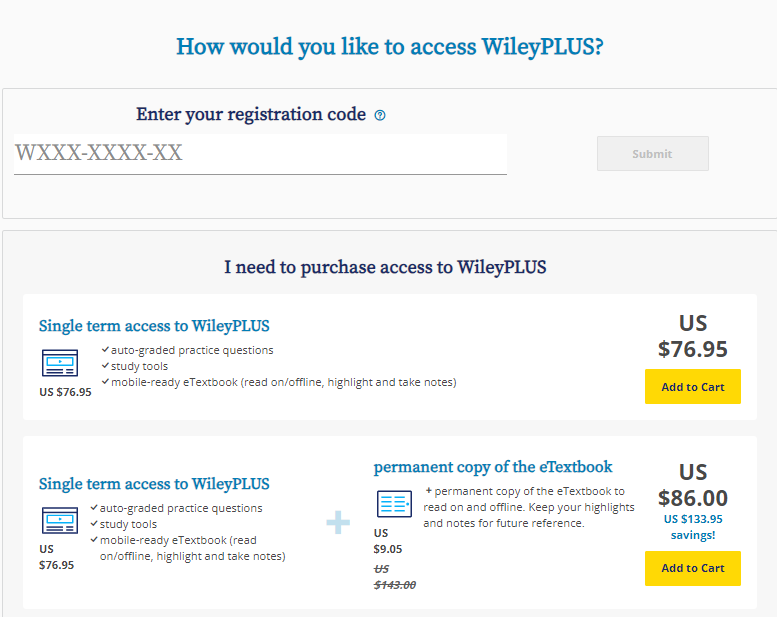 How would you like to access WileyPLUS?
Enter your registration code ?
WXXX-XXXX-XX
Submit
I need to purchase access to WileyPLUS
Single term access to WileyPLUS
✓ auto-graded practice questions
✓ study tools
✓ mobile-ready eTextbook (read on/offline, highlight and take notes)
US $76.95
US
$76.95
Add to Cart
Single term access to WileyPLUS
✓ auto-graded practice questions
✓ study tools
✓ mobile-ready eTextbook (read
on/offline, highlight and take notes)
US
$76.95
+
permanent copy of the eTextbook
+ permanent copy of the eTextbook to
read on and offline. Keep your highlights
and notes for future reference.
US
$9.05
US
$143.00
US
$86.00
US $133.95
savings!
Add to Cart